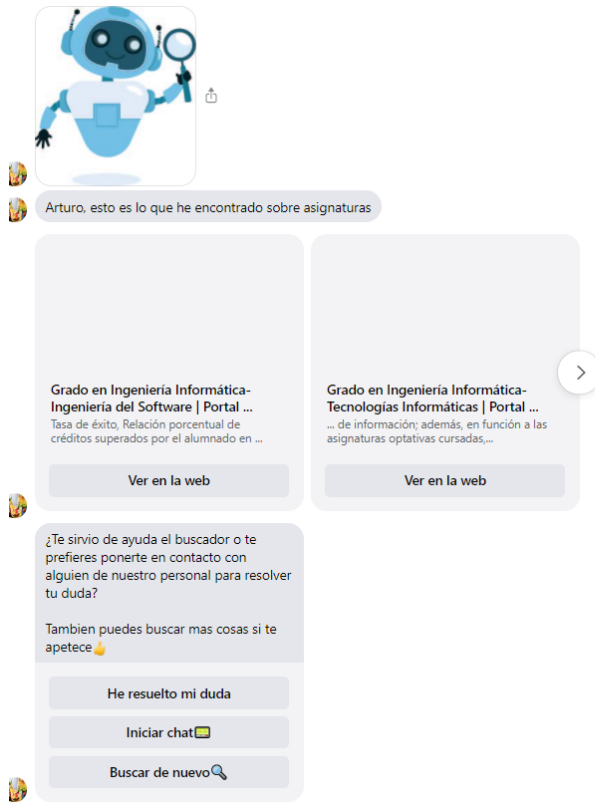 Arturo, esto es lo que he encontrado sobre asignaturas
Grado en Ingeniería Informática-
Ingeniería del Software | Portal ...
Tasa de éxito, Relación porcentual de
créditos superados por el alumnado en ...
Ver en la web
Grado en Ingeniería Informática-
Tecnologías Informáticas | Portal ...
... de información; además, en función a las
asignaturas optativas cursadas,...
Ver en la web
¿Te sirvio de ayuda el buscador o te
prefieres ponerte en contacto con
alguien de nuestro personal para resolver
tu duda?
Tambien puedes buscar mas cosas si te
apetece👍
He resuelto mi duda
Iniciar chat📟
Buscar de nuevo🔍